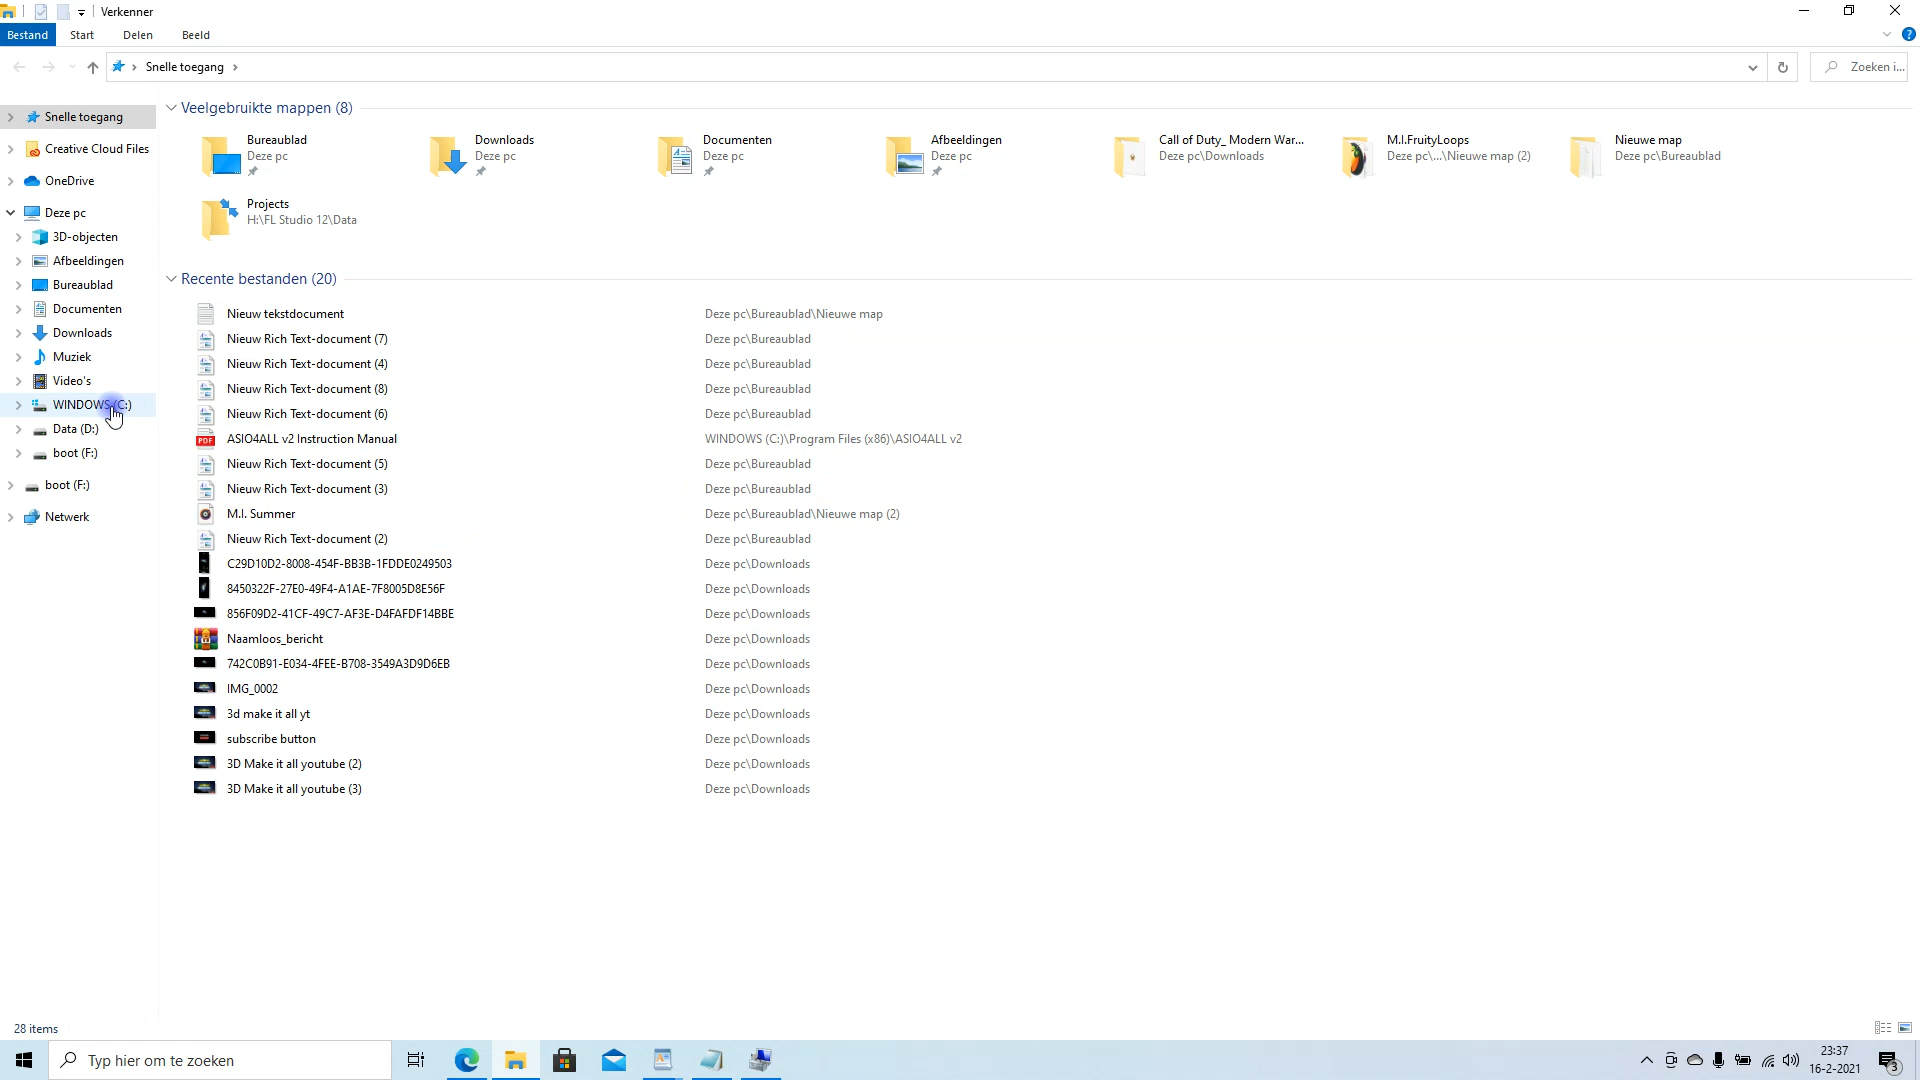 Verkenner
Bestand Start Delen Beeld
Snelle toegang
Zoeken i...
Snelle toegang
Creative Cloud Files
OneDrive
Deze pc
3D-objecten
Afbeeldingen
Bureaublad
Documenten
Downloads
Muziek
Video's
WINDOWS (C:)
Data (D:)
boot (F:)
boot (F:)
Netwerk
Veelgebruikte mappen (8)
Bureaublad
Deze pc
Downloads
Deze pc
Documenten
Deze pc
Afbeeldingen
Deze pc
Call of Duty_ Modern War...
Deze pc\Downloads
M.I.FruityLoops
Deze pc\...\Nieuwe map (2)
Nieuwe map
Deze pc\Bureaublad
Projects
H:\FL Studio 12\Data
Recente bestanden (20)
Nieuw tekstdocument Deze pc\Bureaublad\Nieuwe map
Nieuw Rich Text-document (7) Deze pc\Bureaublad
Nieuw Rich Text-document (4) Deze pc\Bureaublad
Nieuw Rich Text-document (8) Deze pc\Bureaublad
Nieuw Rich Text-document (6) Deze pc\Bureaublad
PDF ASIO4ALL v2 Instruction Manual WINDOWS (C:)\Program Files (x86)\ASIO4ALL v2
Nieuw Rich Text-document (5) Deze pc\Bureaublad
Nieuw Rich Text-document (3) Deze pc\Bureaublad
M.I. Summer Deze pc\Bureaublad\Nieuwe map (2)
Nieuw Rich Text-document (2) Deze pc\Bureaublad
C29D10D2-8008-454F-BB3B-1FDDE0249503 Deze pc\Downloads
8450322F-27E0-49F4-A1AE-7F8005D8E56F Deze pc\Downloads
856F09D2-41CF-49C7-AF3E-D4FAFDF14BBE Deze pc\Downloads
Naamloos_bericht Deze pc\Downloads
742C0B91-E034-4FEE-B708-3549A3D9D6EB Deze pc\Downloads
IMG_0002 Deze pc\Downloads
3d make it all yt Deze pc\Downloads
subscribe button Deze pc\Downloads
3D Make it all youtube (2) Deze pc\Downloads
3D Make it all youtube (3) Deze pc\Downloads
28 items
Typ hier om te zoeken
23:37
16-2-2021
3